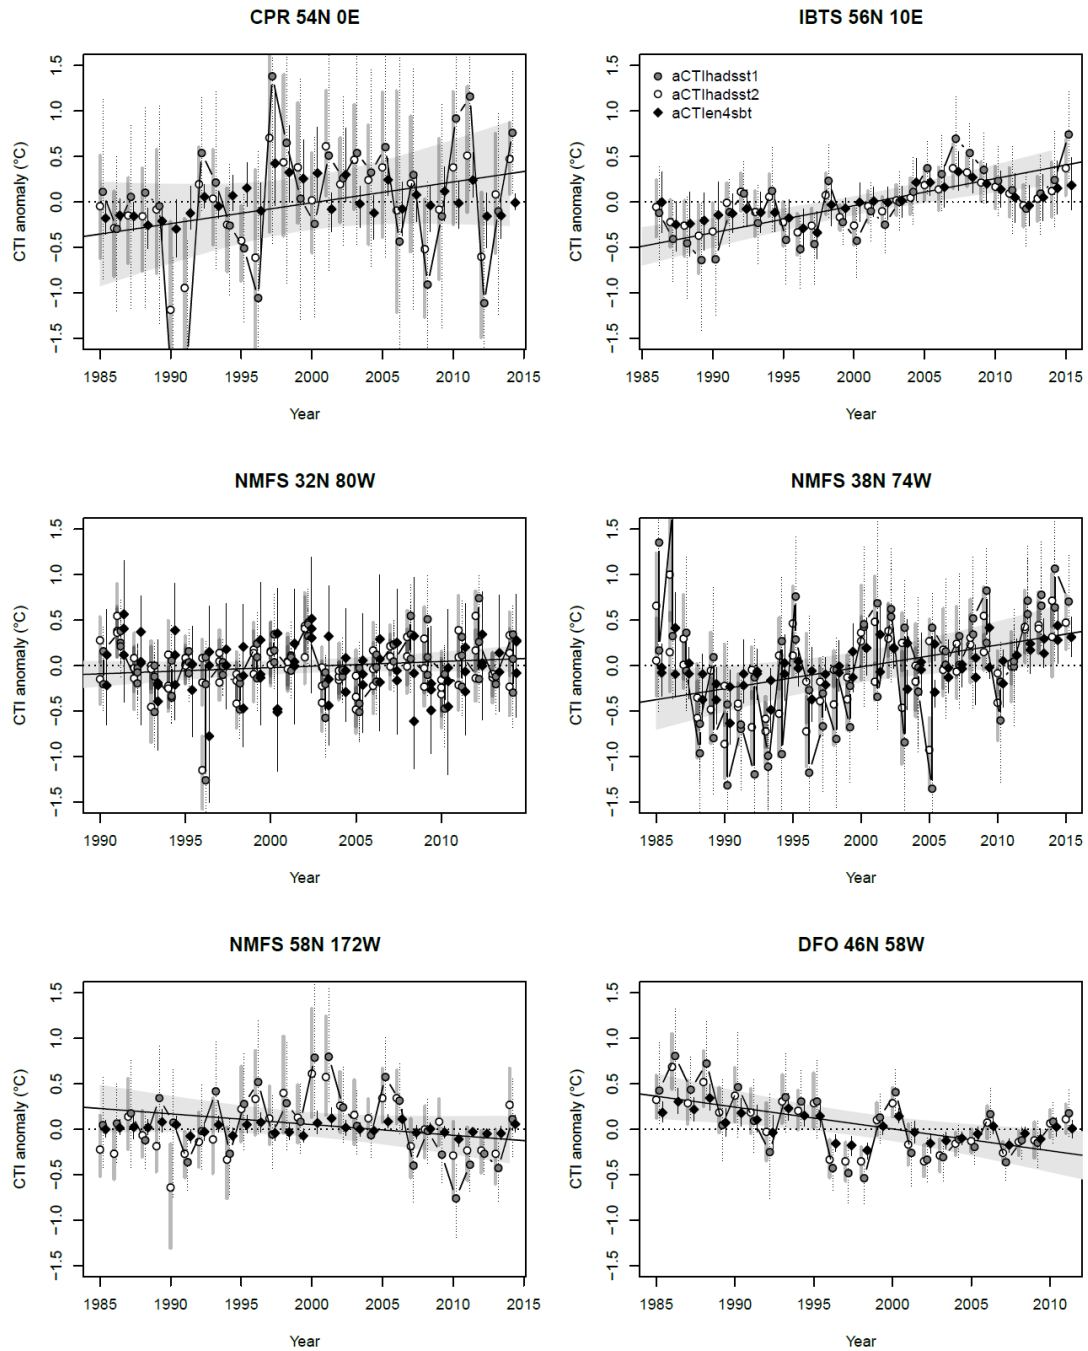 CPR 54N 0E
CTI anomaly (°C)
1.5
1.0
0.5
0.0
−0.5
−1.0
−1.5
1985 1990 1995 2000 2005 2010 2015
Year
IBTS 56N 10E
aCTIhadsst1
aCTIhadsst2
aCTIen4sbt
CTI anomaly (°C)
1.5
1.0
0.5
0.0
−0.5
−1.0
−1.5
1985 1990 1995 2000 2005 2010 2015
Year
NMFS 32N 80W
CTI anomaly (°C)
1.5
1.0
0.5
0.0
−0.5
−1.0
−1.5
1990 1995 2000 2005 2010
Year
NMFS 38N 74W
CTI anomaly (°C)
1.5
1.0
0.5
0.0
−0.5
−1.0
−1.5
1985 1990 1995 2000 2005 2010 2015
Year
NMFS 58N 172W
CTI anomaly (°C)
1.5
1.0
0.5
0.0
−0.5
−1.0
−1.5
1985 1990 1995 2000 2005 2010 2015
Year
DFO 46N 58W
CTI anomaly (°C)
1.5
1.0
0.5
0.0
−0.5
−1.0
−1.5
1985 1990 1995 2000 2005 2010
Year